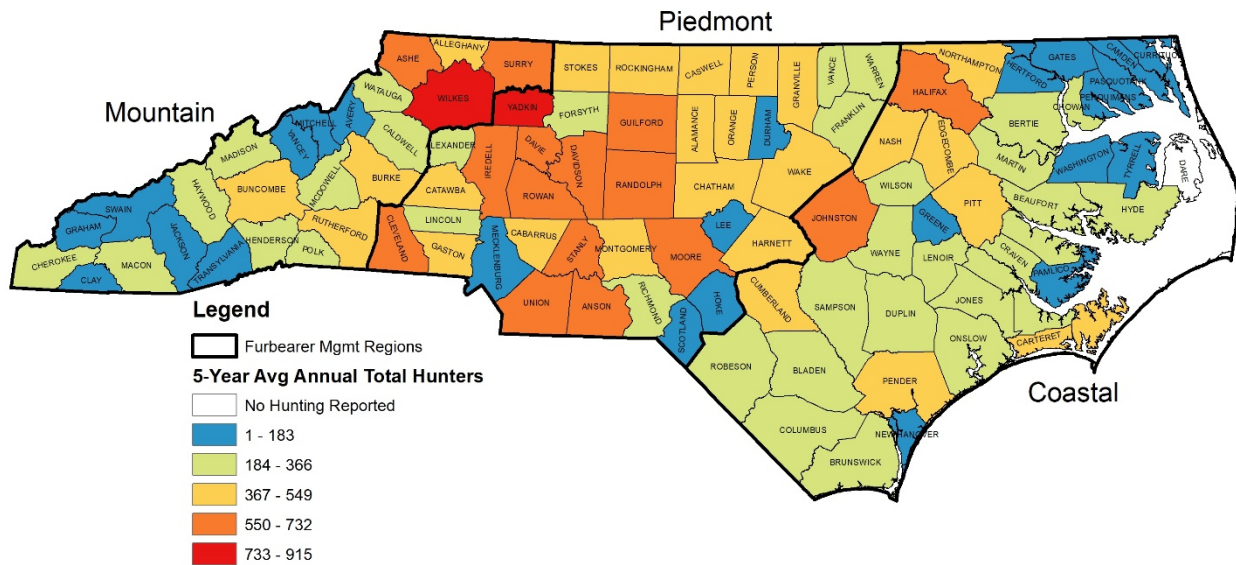 Piedmont
Mountain
Coastal
ALLEGHANY
ASHE
SURRY
STOKES
ROCKINGHAM
CASWELL
PERSON
GRANVILLE
VANCE
WARREN
NORTHAMPTON
HERTFORD
GATES
CAMDEN
CURRITUCK
PASQUOTANK
PERQUIMANS
CHOWAN
HALIFAX
WATAUGA
WILKES
YADKIN
FORSYTH
GUILFORD
ALAMANCE
ORANGE
DURHAM
FRANKLIN
BERTIE
MITCHELL
AVERY
YANCEY
CALDWELL
ALEXANDER
IREDELL
DAVIE
DAVIDSON
NASH
EDGECOMBE
MARTIN
WASHINGTON
TYRRELL
DARE
MADISON
MCDOWELL
BURKE
CATAWBA
ROWAN
RANDOLPH
CHATHAM
WAKE
WILSON
PITT
BEAUFORT
HYDE
HAYWOOD
BUNCOMBE
SWAIN
GRAHAM
JACKSON
RUTHERFORD
LINCOLN
CLEVELAND
GASTON
CABARRUS
STANLY
MONTGOMERY
MOORE
LEE
HARNETT
JOHNSTON
GREENE
WAYNE
LENOIR
CRAVEN
PAMLICO
CHEROKEE
CLAY
MACON
TRANSYLVANIA
HENDERSON
POLK
MECKLENBURG
UNION
ANSON
RICHMOND
SCOTLAND
HOKE
CUMBERLAND
SAMPSON
DUPLIN
JONES
ONSLOW
CARTERET
ROBESON
BLADEN
PENDER
COLUMBUS
NEW HANOVER
BRUNSWICK
Legend
Furbearer Mgmt Regions
5-Year Avg Annual Total Hunters
No Hunting Reported
1 - 183
184 - 366
367 - 549
550 - 732
733 - 915